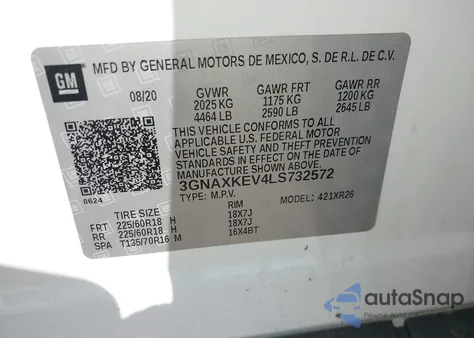 GM
MFD BY GENERAL MOTORS DE MEXICO, S. DE R.L. DE C.V.
08/20 GVWR GAWR FRT GAWR RR
2025 KG 1175 KG 1200 KG
4464 LB 2590 LB 2645 LB
THIS VEHICLE CONFORMS TO ALL
APPLICABLE U.S. FEDERAL MOTOR
VEHICLE SAFETY AND THEFT PREVENTION
STANDARDS IN EFFECT ON THE DATE OF
MANUFACTURE SHOWN ABOVE.
3GNAXKEV4LS732572
TYPE: M.P.V. MODEL: 421XR26
8624
TIRE SIZE RIM
FRT 225/60R18 H 18X7J
RR 225/60R18 H 18X7J
SPA T135/70R16 M 16X4BT
autoSnap